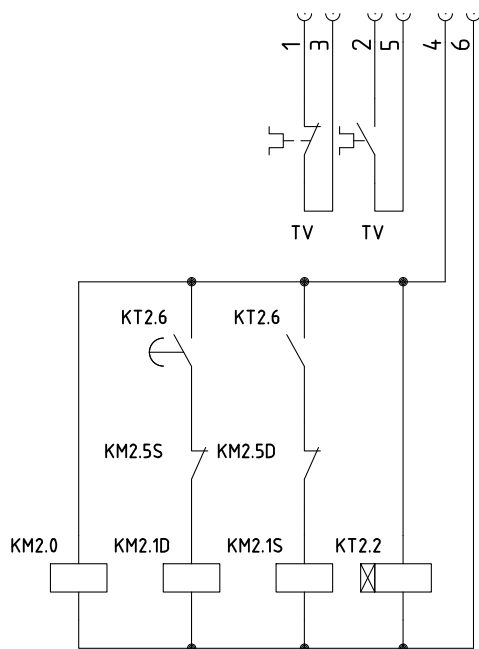 1 3 2 5 4 6
TV TV
KT2.6 KT2.6
KM2.5S KM2.5D
KM2.0 KM2.1D KM2.1S KT2.2